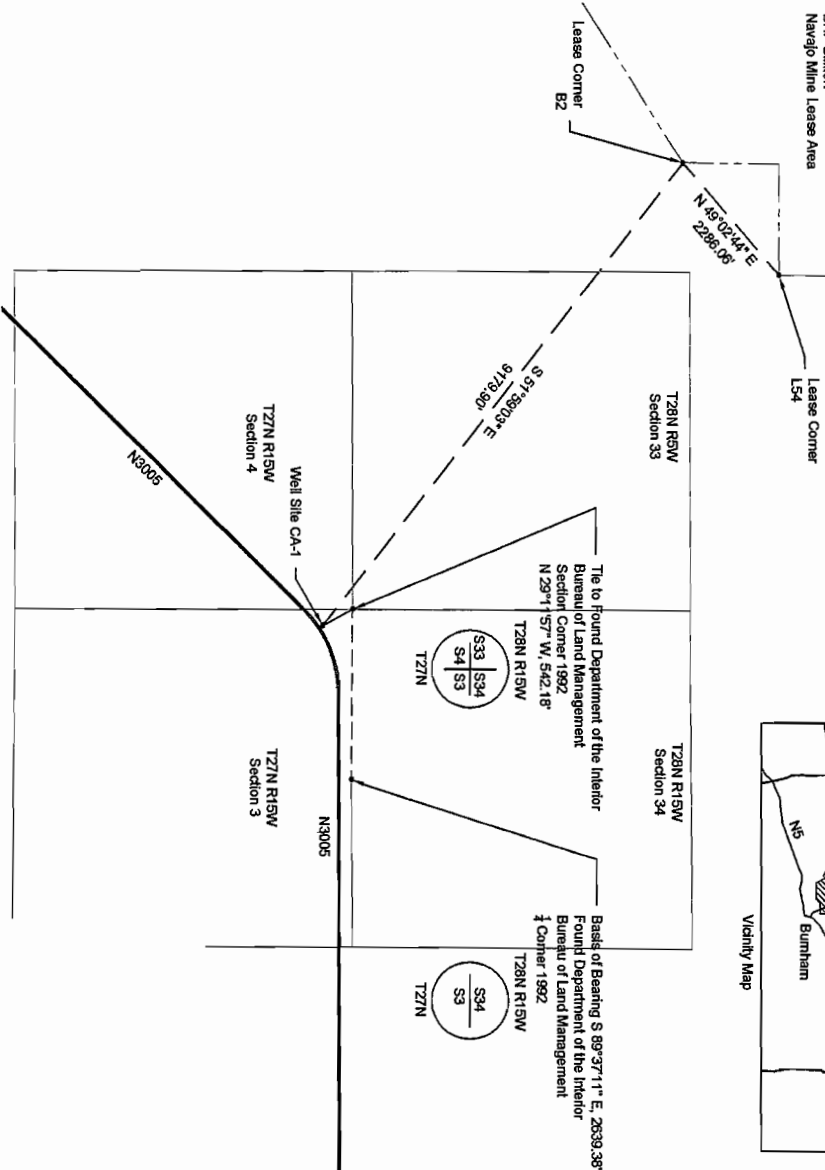 Navajo Mine Lease Area
Lease Corner
B2
N 49°02'44" E
2286.06'
Lease Corner
L54
S 51°59'03" E
9179.90'
T28N R5W
Section 33
T28N R15W
Section 34
Tie to Found Department of the Interior
Bureau of Land Management
Section Corner 1992
N 29°11'57" W, 542.18'
T28N R15W
S33 S34
S4 S3
T27N
Basis of Bearing S 89°37'11" E, 2639.38'
Found Department of the Interior
Bureau of Land Management
¼ Corner 1992
T28N R15W
S34
S3
T27N
Well Site CA-1
T27N R15W
Section 4
N3005
T27N R15W
Section 3
N3005
N5
Burnham
Vicinity Map